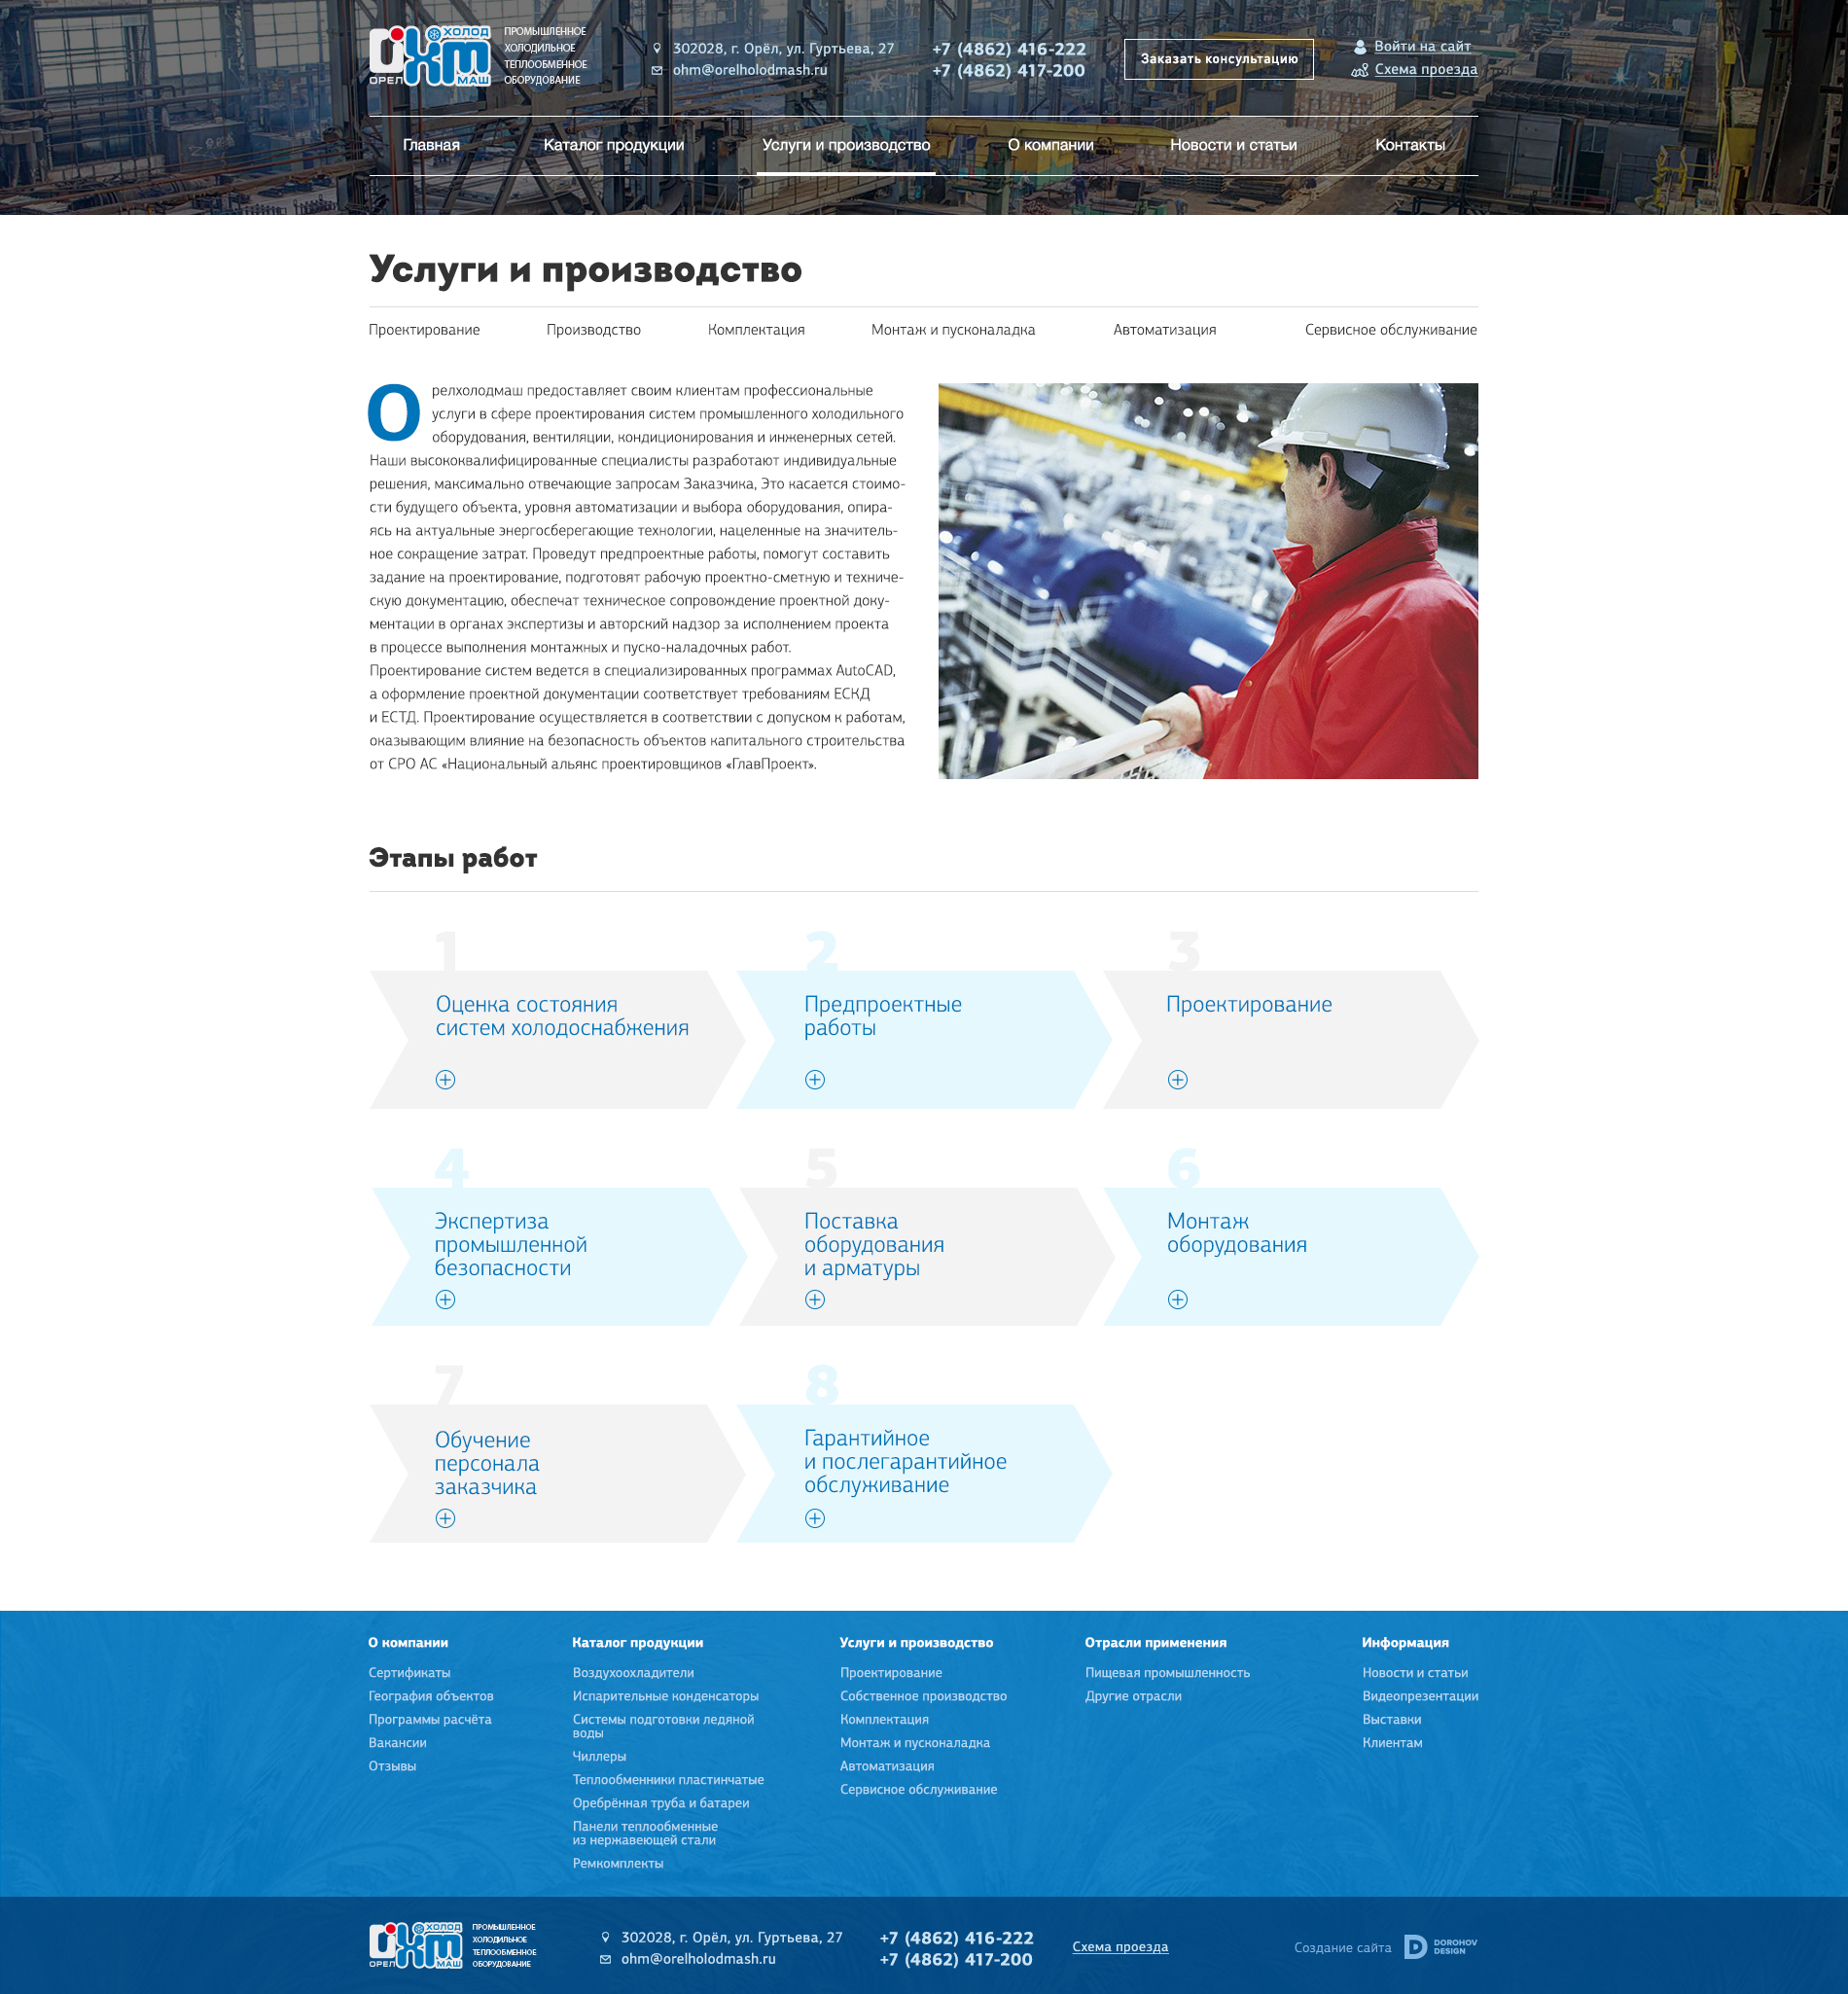 ХОЛОД
ОХМ
ОРЕЛ
МАШ
ПРОМЫШЛЕННОЕ
ХОЛОДИЛЬНОЕ
ТЕПЛООБМЕННОЕ
ОБОРУДОВАНИЕ
302028, г. Орёл, ул. Гуртьева, 27
ohm@orelholodmash.ru
+7 (4862) 416-222
+7 (4862) 417-200
Заказать консультацию
Войти на сайт
Схема проезда
Главная
Каталог продукции
Услуги и производство
О компании
Новости и статьи
Контакты
Услуги и производство
Проектирование
Производство
Комплектация
Монтаж и пусконаладка
Автоматизация
Сервисное обслуживание
Орелхолодмаш предоставляет своим клиентам профессиональные
услуги в сфере проектирования систем промышленного холодильного
оборудования, вентиляции, кондиционирования и инженерных сетей.
Наши высококвалифицированные специалисты разработают индивидуальные
решения, максимально отвечающие запросам Заказчика, Это касается стоимо-
сти будущего объекта, уровня автоматизации и выбора оборудования, опира-
ясь на актуальные энергосберегающие технологии, нацеленные на значитель-
ное сокращение затрат. Проведут предпроектные работы, помогут составить
задание на проектирование, подготовят рабочую проектно-сметную и техниче-
скую документацию, обеспечат техническое сопровождение проектной доку-
ментации в органах экспертизы и авторский надзор за исполнением проекта
в процессе выполнения монтажных и пуско-наладочных работ.
Проектирование систем ведется в специализированных программах AutoCAD,
а оформление проектной документации соответствует требованиям ЕСКД
и ЕСТД. Проектирование осуществляется в соответствии с допуском к работам,
оказывающим влияние на безопасность объектов капитального строительства
от СРО АС «Национальный альянс проектировщиков «ГлавПроект».
Этапы работ
1
Оценка состояния
систем холодоснабжения
2
Предпроектные
работы
3
Проектирование
4
Экспертиза
промышленной
безопасности
5
Поставка
оборудования
и арматуры
6
Монтаж
оборудования
7
Обучение
персонала
заказчика
8
Гарантийное
и послегарантийное
обслуживание
О компании
Сертификаты
География объектов
Программы расчёта
Вакансии
Отзывы
Каталог продукции
Воздухоохладители
Испарительные конденсаторы
Системы подготовки ледяной
воды
Чиллеры
Теплообменники пластинчатые
Оребрённая труба и батареи
Панели теплообменные
из нержавеющей стали
Ремкомплекты
Услуги и производство
Проектирование
Собственное производство
Комплектация
Монтаж и пусконаладка
Автоматизация
Сервисное обслуживание
Отрасли применения
Пищевая промышленность
Другие отрасли
Информация
Новости и статьи
Видеопрезентации
Выставки
Клиентам
ХОЛОД
ОХМ
ОРЕЛ
МАШ
ПРОМЫШЛЕННОЕ
ХОЛОДИЛЬНОЕ
ТЕПЛООБМЕННОЕ
ОБОРУДОВАНИЕ
302028, г. Орёл, ул. Гуртьева, 27
ohm@orelholodmash.ru
+7 (4862) 416-222
+7 (4862) 417-200
Схема проезда
Создание сайта
DOROHOV
DESIGN